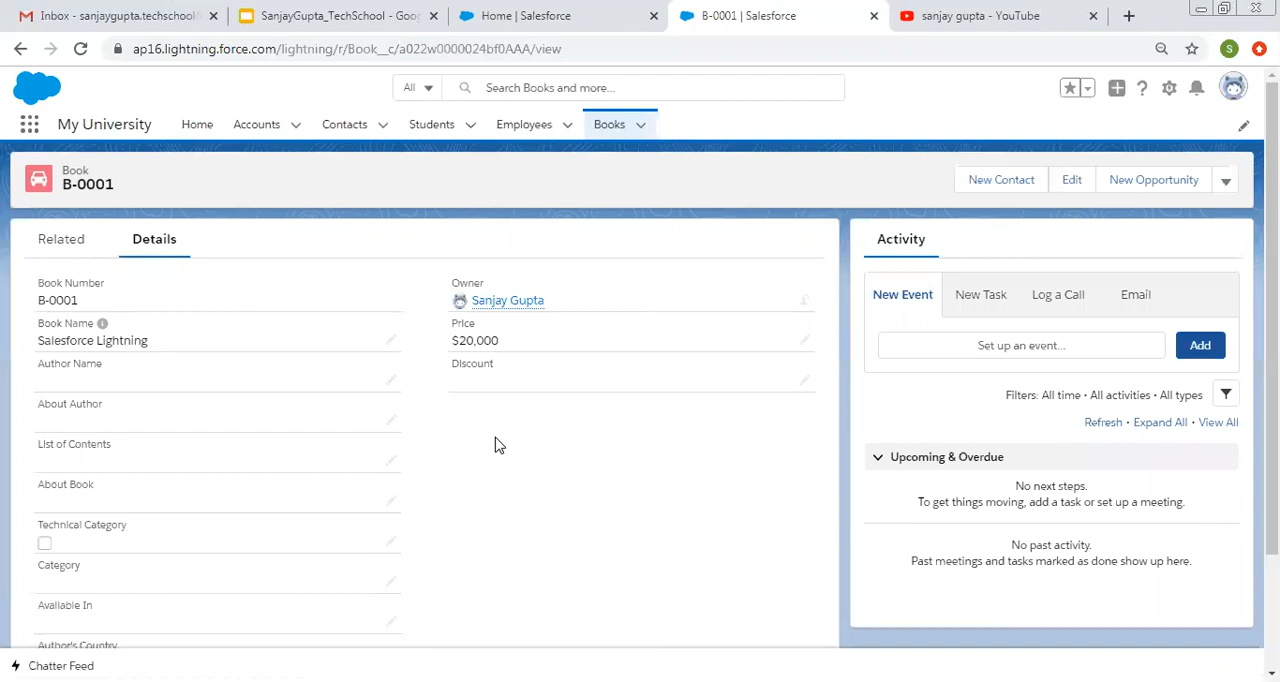 Inbox - sanjaygupta.techschool
SanjayGupta_TechSchool - Goog
Home | Salesforce
B-0001 | Salesforce
sanjay gupta - YouTube
ap16.lightning.force.com/lightning/r/Book__c/a022w0000024bf0AAA/view
S
All
Search Books and more...
My University
Home
Accounts
Contacts
Students
Employees
Books
Book
B-0001
New Contact
Edit
New Opportunity
Related
Details
Book Number
B-0001
Book Name
Salesforce Lightning
Author Name
About Author
List of Contents
About Book
Technical Category
Category
Available In
Author's Country
Owner
Sanjay Gupta
Price
$20,000
Discount
Activity
New Event
New Task
Log a Call
Email
Set up an event...
Add
Filters: All time • All activities • All types
Refresh • Expand All • View All
Upcoming & Overdue
No next steps.
To get things moving, add a task or set up a meeting.
No past activity.
Past meetings and tasks marked as done show up here.
Chatter Feed